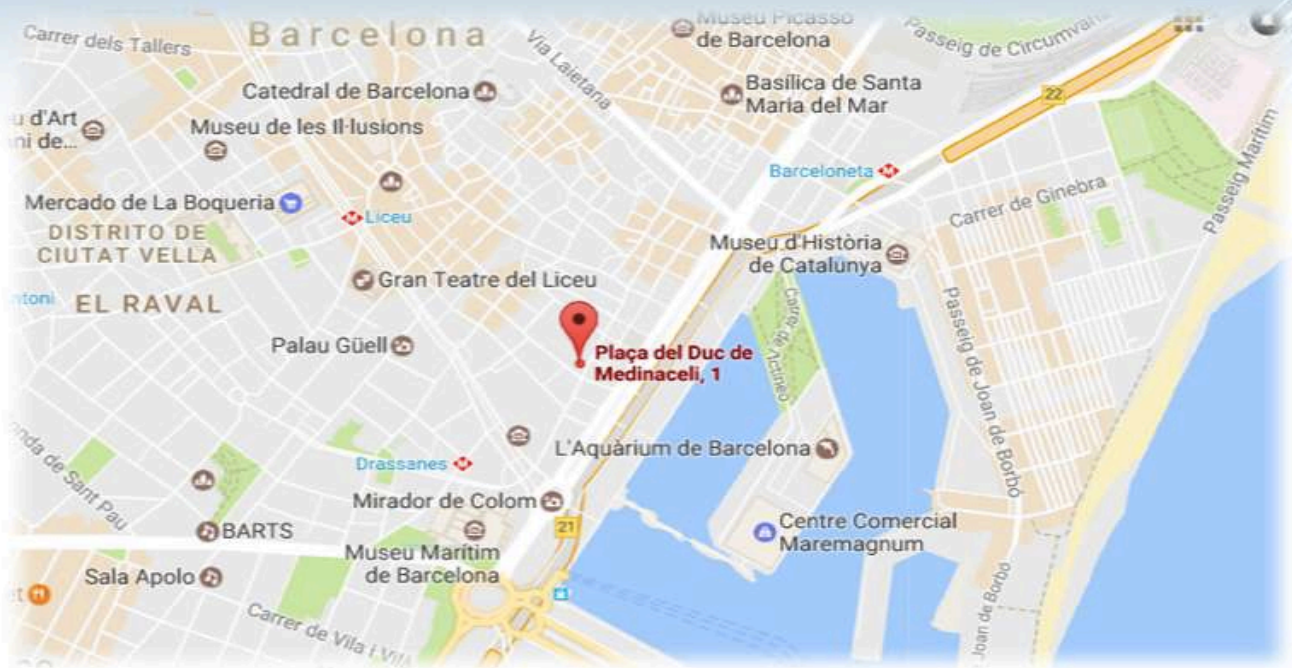 Museu Picasso
de Barcelona
Passeig de Circumval
Carrer dels Tallers
Barcelona
Via Laietana
Catedral de Barcelona
Basílica de Santa
Maria del Mar
22
u d'Art
ni de...
Museu de les Il·lusions
Passeig Marítim
Barceloneta
Mercado de La Boqueria
Liceu
Carrer de Ginebra
DISTRITO DE
CIUTAT VELLA
Museu d'Història
de Catalunya
Gran Teatre del Liceu
toni
EL RAVAL
Carrer de Actineo
Passeig de Joan de Borbó
Palau Güell
Plaça del Duc de
Medinaceli, 1
L'Aquàrium de Barcelona
Drassanes
onda de Sant Pau
Mirador de Colom
21
Centre Comercial
Maremagnum
BARTS
Museu Marítim
de Barcelona
Sala Apolo
et
Carrer de Vila i Vilà
Joan de Borbó